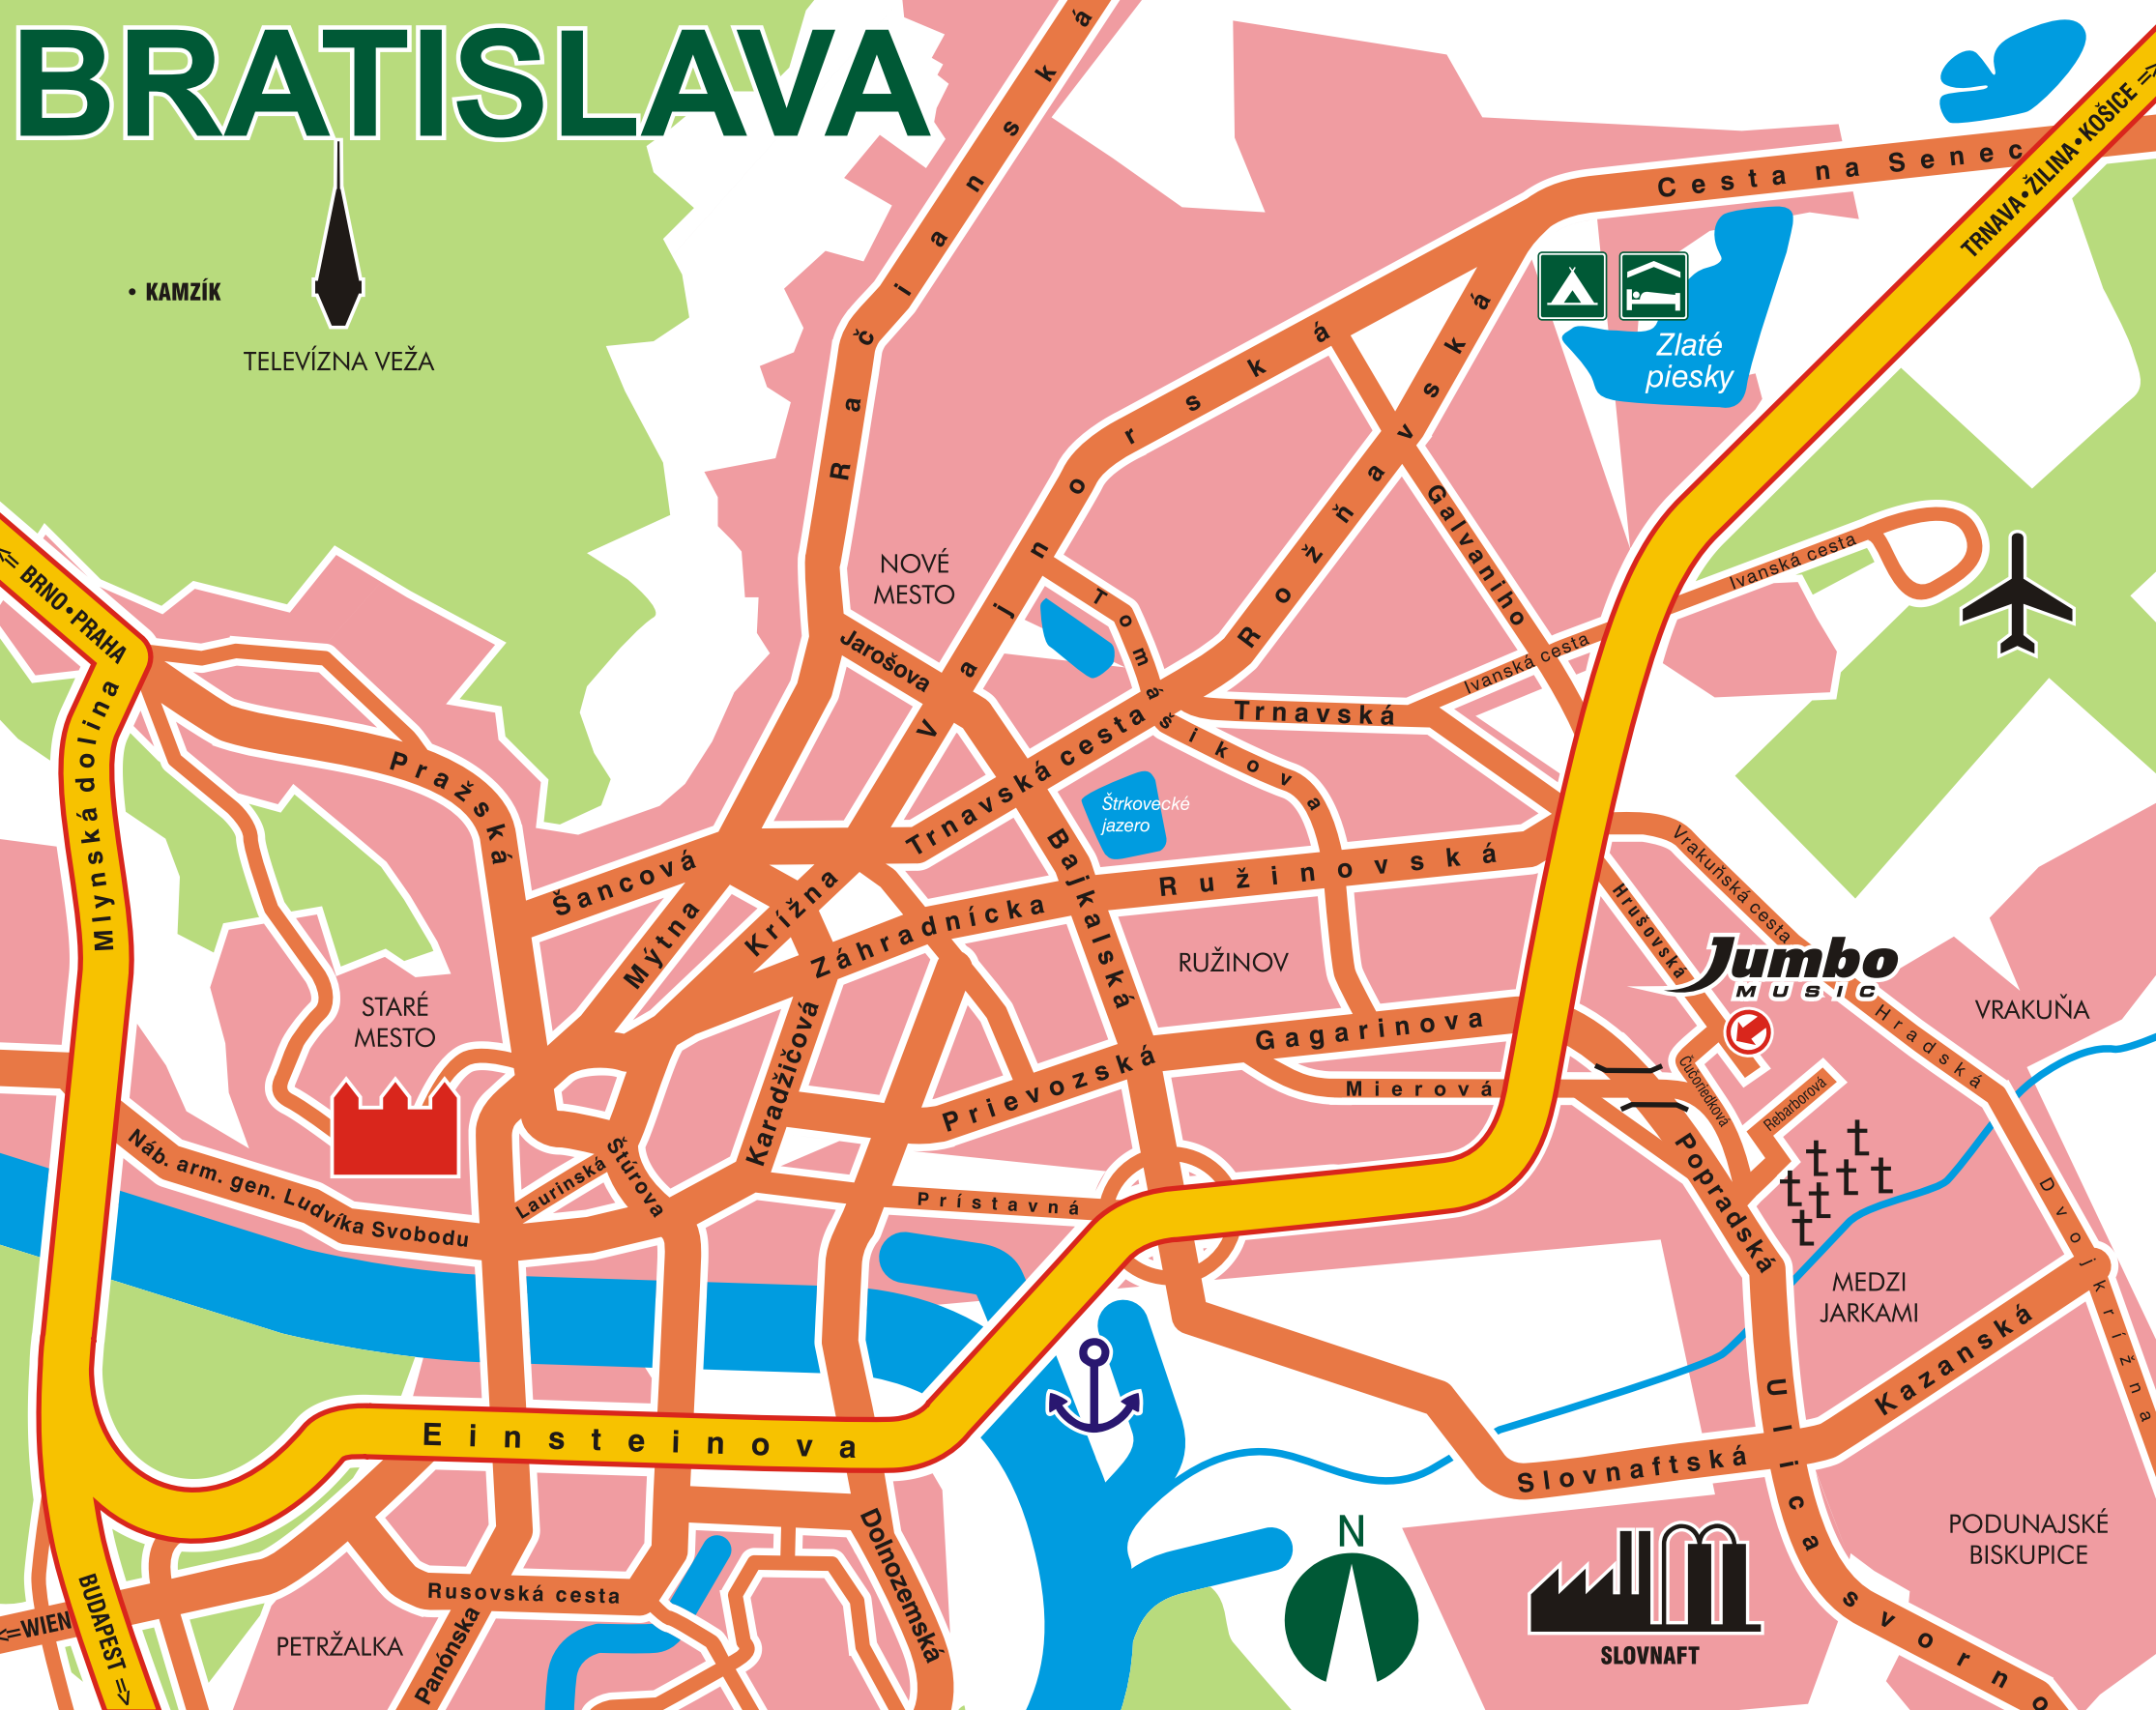 BRATISLAVA
• KAMZÍK
TELEVÍZNA VEŽA
Račianska
Cesta na Senec
TRNAVA•ŽILINA•KOŠICE ⇒
Zlaté
piesky
Vajnorská
Rožňavská
Galvaniho
Ivanská cesta
Ivanská cesta
NOVÉ
MESTO
Jarošova
Tomášikova
Trnavská
Trnavská cesta
Štrkovecké
jazero
⇐ BRNO•PRAHA
Mlynská dolina
Pražská
Šancová
Mýtna
Krížna
Záhradnícka
Ružinovská
Bajkalská
RUŽINOV
Vrakuňská cesta
Hrušovská
Jumbo
MUSIC
VRAKUŇA
Hradská
STARÉ
MESTO
Karadžičová
Prievozská
Gagarinova
Mierová
Čučoriedková
Rebarborová
Náb. arm. gen. Ludvíka Svobodu
Laurinská
Štúrova
Prístavná
Popradská
Dvojkrížna
MEDZI
JARKAMI
Kazanská
Einsteinova
Slovnaftská
Ulica svorno
PODUNAJSKÉ
BISKUPICE
N
SLOVNAFT
Dolnozemská
Rusovská cesta
Panónska
PETRŽALKA
⇐WIEN
BUDAPEST ⇒